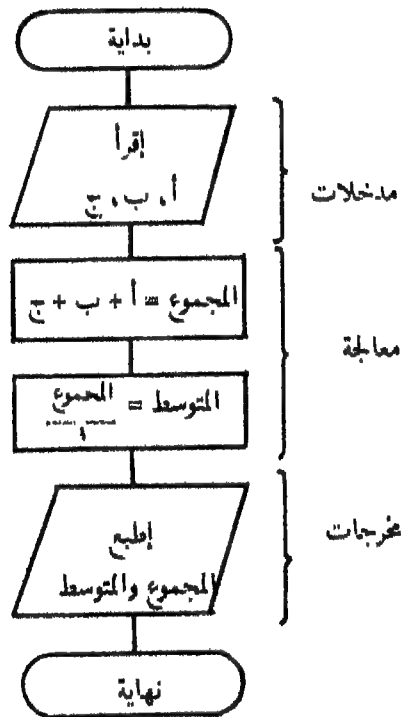 بداية
إقرأ
أ ، ب ، ج
مدخلات
المجموع = أ + ب + ج
المتوسط = المجموع
معالجة
إطبع
المجموع والمتوسط
مخرجات
نهاية